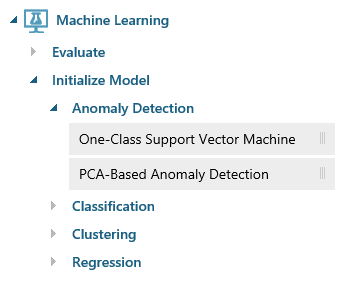 Machine Learning
Evaluate
Initialize Model
Anomaly Detection
One-Class Support Vector Machine
PCA-Based Anomaly Detection
Classification
Clustering
Regression